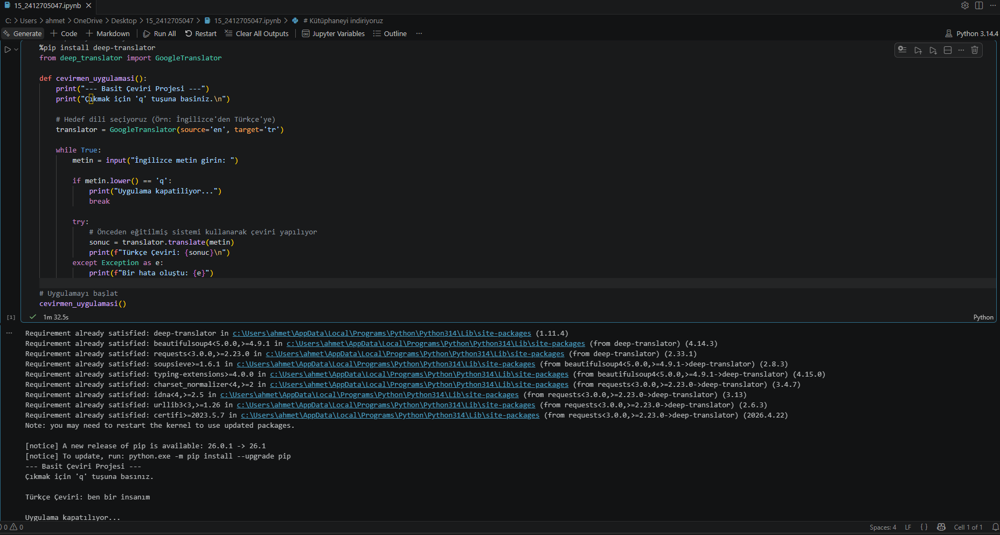 15_2412705047.ipynb
C: > Users > ahmet > OneDrive > Desktop > 15_2412705047 > 15_2412705047.ipynb > # Kütüphaneyi indiriyoruz
Generate + Code + Markdown | Run All Restart Clear All Outputs | Jupyter Variables Outline ... Python 3.14.4
%pip install deep-translator
from deep_translator import GoogleTranslator
def cevirmen_uygulamasi():
print("--- Basit Çeviri Projesi ---")
print("Çıkmak için 'q' tuşuna basiniz.\n")
# Hedef dili seçiyoruz (Örn: İngilizce'den Türkçe'ye)
translator = GoogleTranslator(source='en', target='tr')
while True:
metin = input("İngilizce metin girin: ")
if metin.lower() == 'q':
print("Uygulama kapatiliyor...")
break
try:
# Önceden eğitilmiş sistemi kullanarak çeviri yapılıyor
sonuc = translator.translate(metin)
print(f"Türkçe Çeviri: {sonuc}\n")
except Exception as e:
print(f"Bir hata oluştu: {e}")
# Uygulamayı başlat
cevirmen_uygulamasi()
[1] 1m 32.5s Python
Requirement already satisfied: deep-translator in c:\Users\ahmet\AppData\Local\Programs\Python\Python314\Lib\site-packages (1.11.4)
Requirement already satisfied: beautifulsoup4<5.0.0,>=4.9.1 in c:\Users\ahmet\AppData\Local\Programs\Python\Python314\Lib\site-packages (from deep-translator) (4.14.3)
Requirement already satisfied: requests<3.0.0,>=2.23.0 in c:\Users\ahmet\AppData\Local\Programs\Python\Python314\Lib\site-packages (from deep-translator) (2.33.1)
Requirement already satisfied: soupsieve>=1.6.1 in c:\Users\ahmet\AppData\Local\Programs\Python\Python314\Lib\site-packages (from beautifulsoup4<5.0.0,>=4.9.1->deep-translator) (2.8.3)
Requirement already satisfied: typing-extensions>=4.0.0 in c:\Users\ahmet\AppData\Local\Programs\Python\Python314\Lib\site-packages (from beautifulsoup4<5.0.0,>=4.9.1->deep-translator) (4.15.0)
Requirement already satisfied: charset_normalizer<4,>=2 in c:\Users\ahmet\AppData\Local\Programs\Python\Python314\Lib\site-packages (from requests<3.0.0,>=2.23.0->deep-translator) (3.4.7)
Requirement already satisfied: idna<4,>=2.5 in c:\Users\ahmet\AppData\Local\Programs\Python\Python314\Lib\site-packages (from requests<3.0.0,>=2.23.0->deep-translator) (3.13)
Requirement already satisfied: urllib3<3,>=1.26 in c:\Users\ahmet\AppData\Local\Programs\Python\Python314\Lib\site-packages (from requests<3.0.0,>=2.23.0->deep-translator) (2.6.3)
Requirement already satisfied: certifi>=2023.5.7 in c:\Users\ahmet\AppData\Local\Programs\Python\Python314\Lib\site-packages (from requests<3.0.0,>=2.23.0->deep-translator) (2026.4.22)
Note: you may need to restart the kernel to use updated packages.
[notice] A new release of pip is available: 26.0.1 -> 26.1
[notice] To update, run: python.exe -m pip install --upgrade pip
--- Basit Çeviri Projesi ---
Çıkmak için 'q' tuşuna basınız.
Türkçe Çeviri: ben bir insanım
Uygulama kapatılıyor...
0 0 Spaces: 4 LF { } Cell 1 of 1